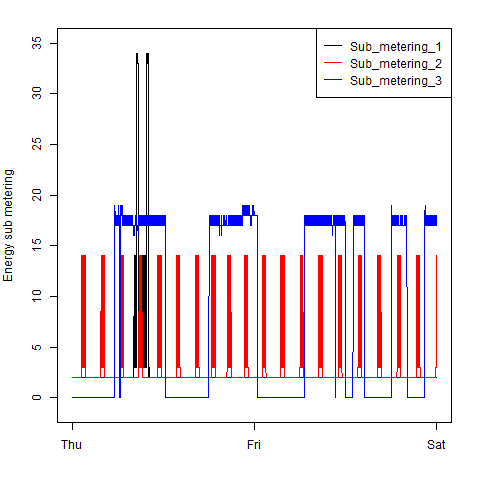 Sub_metering_1
Sub_metering_2
Sub_metering_3
Energy sub metering
35
30
25
20
15
10
5
0
Thu
Fri
Sat